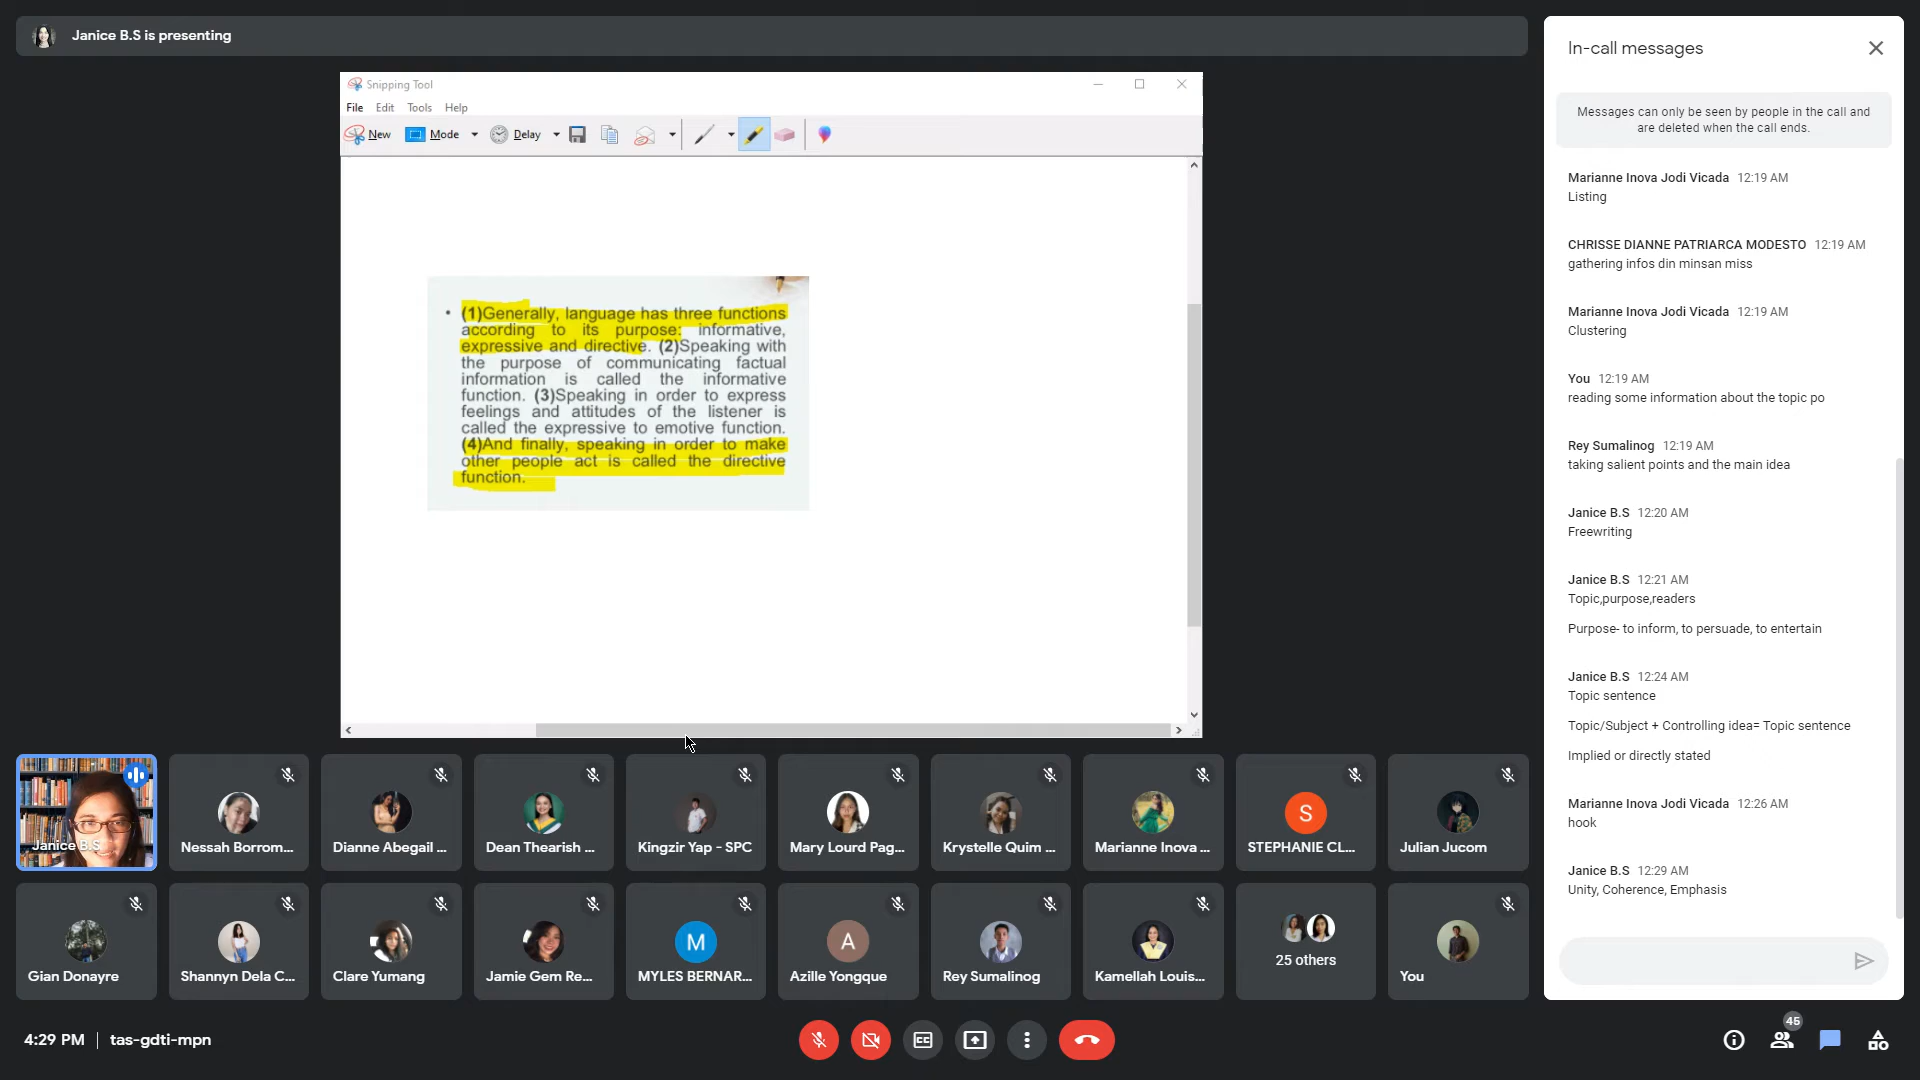 Janice B.S is presenting
Snipping Tool
File Edit Tools Help
New Mode Delay
• (1)Generally, language has three functions
according to its purpose: informative,
expressive and directive. (2)Speaking with
the purpose of communicating factual
information is called the informative
function. (3)Speaking in order to express
feelings and attitudes of the listener is
called the expressive to emotive function.
(4)And finally, speaking in order to make
other people act is called the directive
function.
Janice B.S
Nessah Borrom...
Dianne Abegail ...
Dean Thearish ...
Kingzir Yap - SPC
Mary Lourd Pag...
Krystelle Quim ...
Marianne Inova ...
S
STEPHANIE CL...
Julian Jucom
Gian Donayre
Shannyn Dela C...
Clare Yumang
Jamie Gem Re...
M
MYLES BERNAR...
A
Azille Yongque
Rey Sumalinog
Kamellah Louis...
25 others
You
4:29 PM | tas-gdti-mpn
In-call messages
Messages can only be seen by people in the call and
are deleted when the call ends.
Marianne Inova Jodi Vicada 12:19 AM
Listing
CHRISSE DIANNE PATRIARCA MODESTO 12:19 AM
gathering infos din minsan miss
Marianne Inova Jodi Vicada 12:19 AM
Clustering
You 12:19 AM
reading some information about the topic po
Rey Sumalinog 12:19 AM
taking salient points and the main idea
Janice B.S 12:20 AM
Freewriting
Janice B.S 12:21 AM
Topic,purpose,readers
Purpose- to inform, to persuade, to entertain
Janice B.S 12:24 AM
Topic sentence
Topic/Subject + Controlling idea= Topic sentence
Implied or directly stated
Marianne Inova Jodi Vicada 12:26 AM
hook
Janice B.S 12:29 AM
Unity, Coherence, Emphasis
45